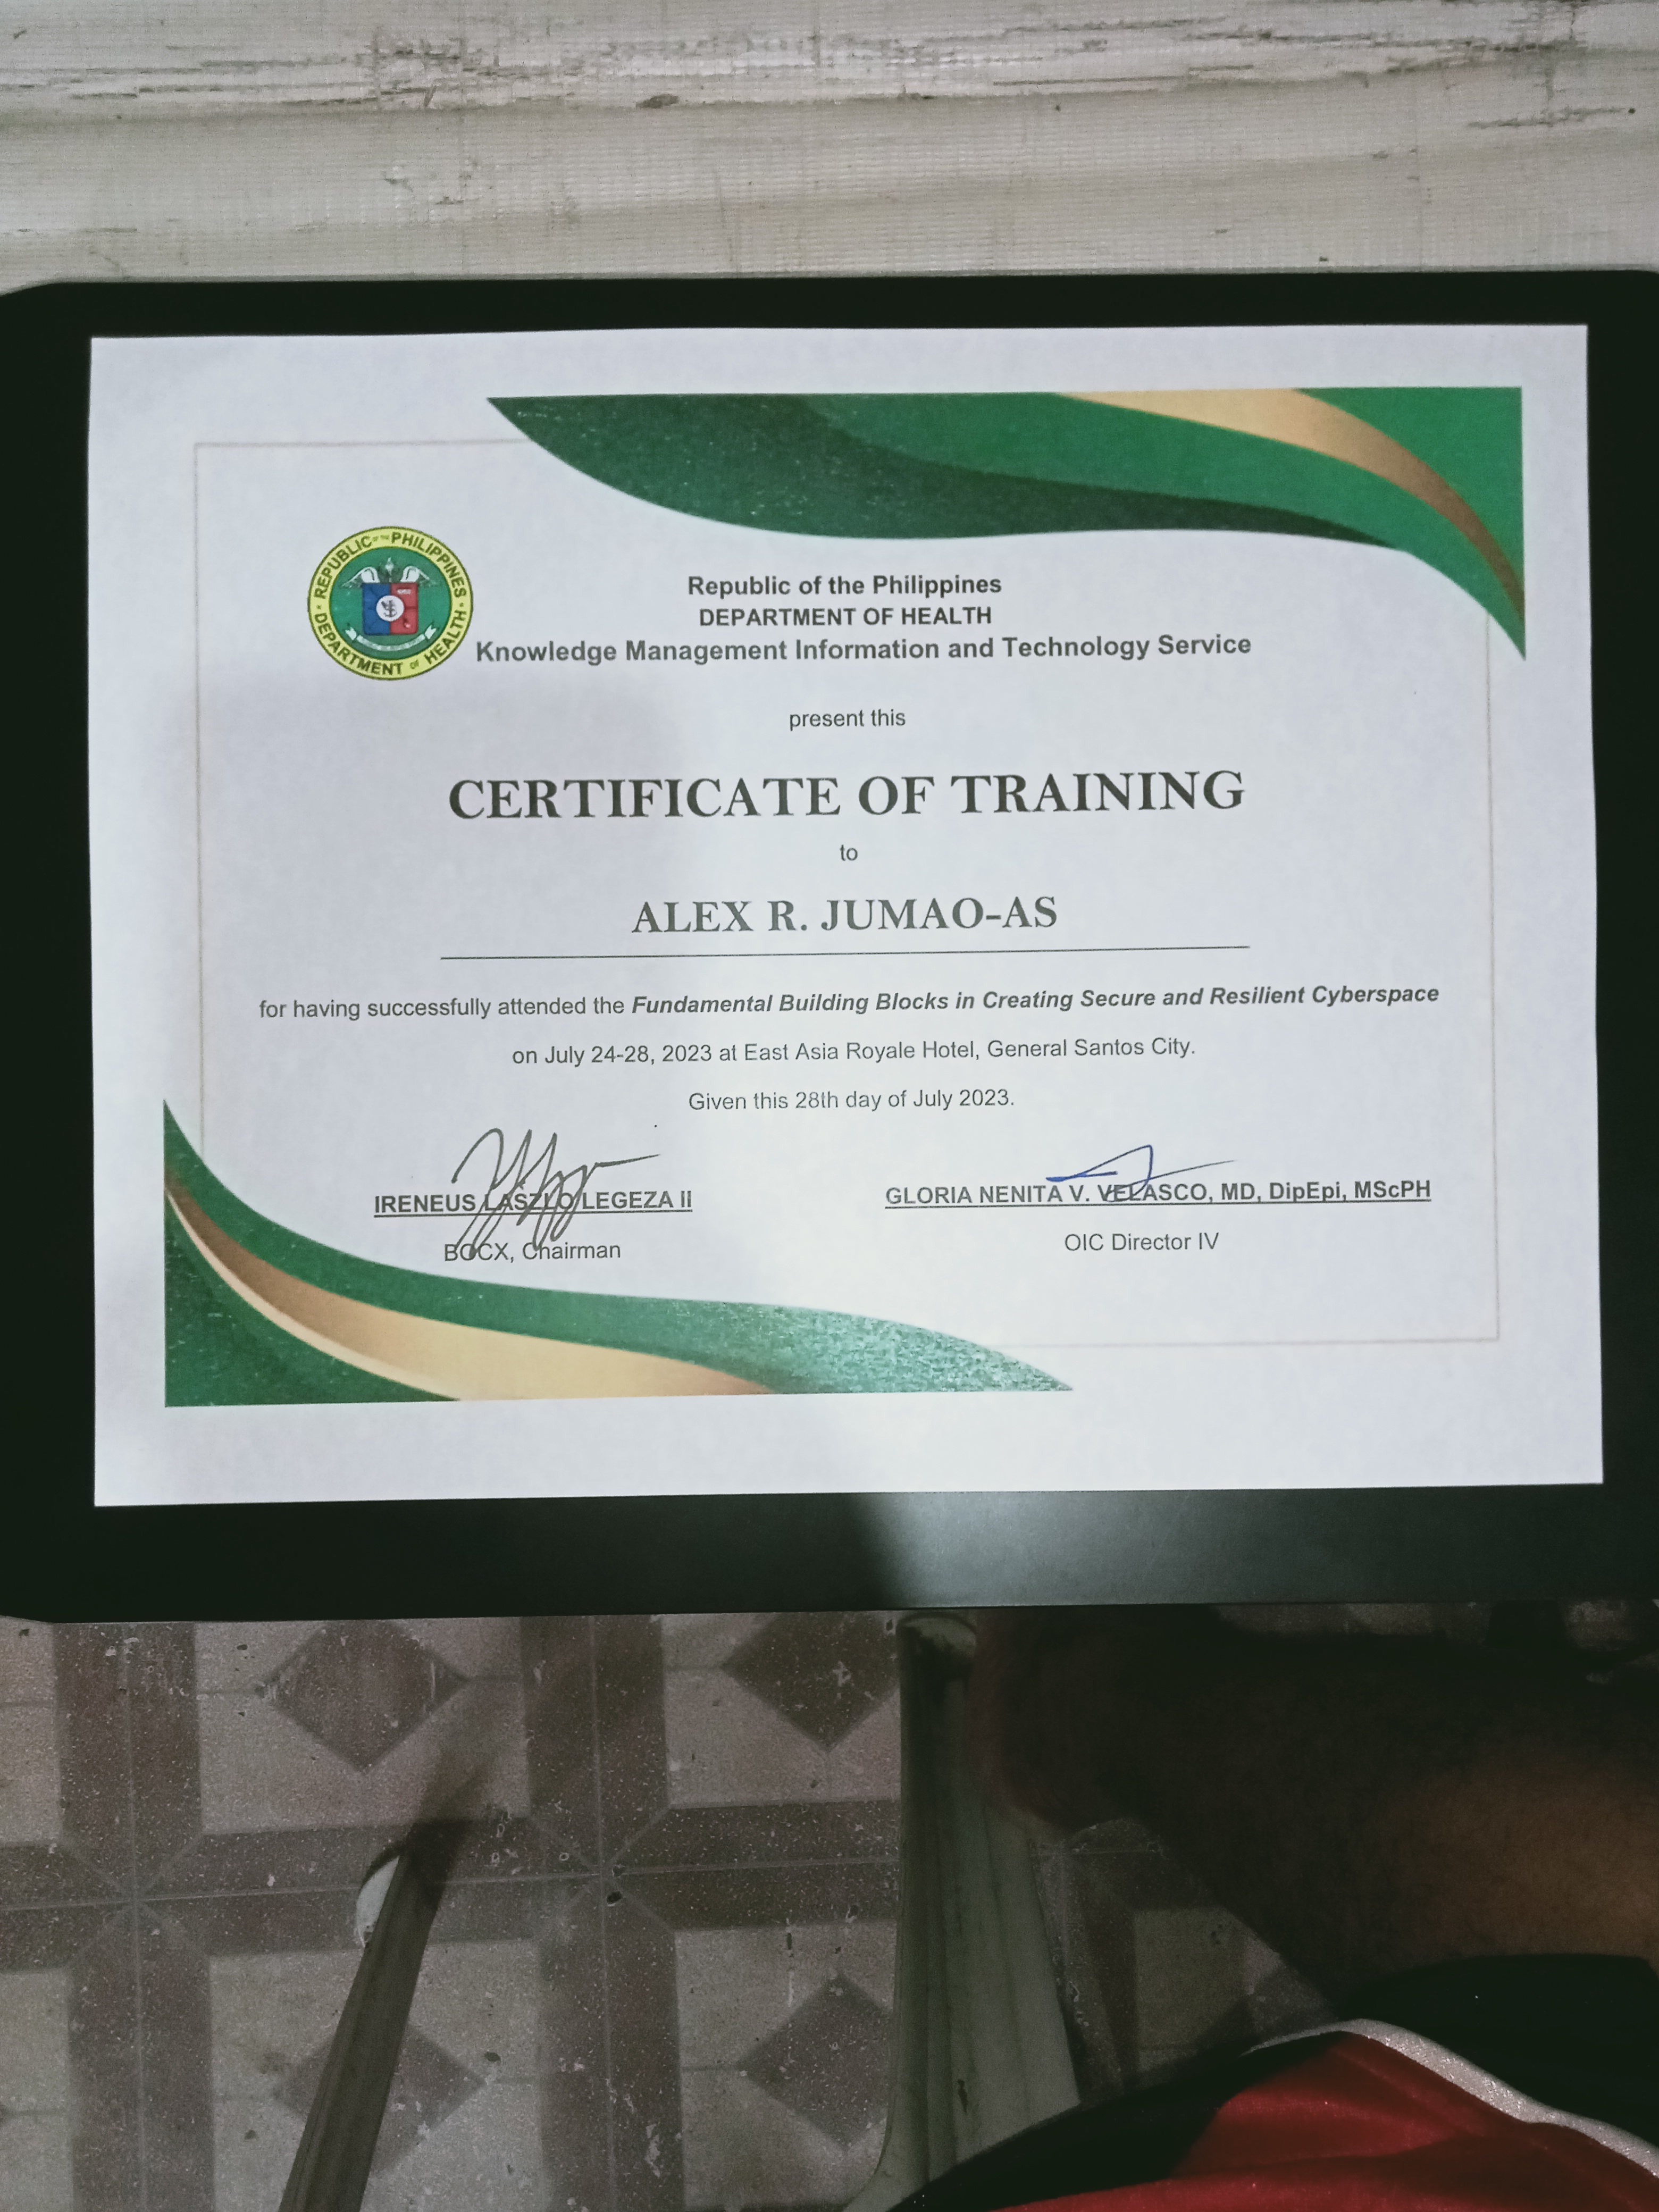 REPUBLIC OF THE PHILIPPINES
DEPARTMENT OF HEALTH
Republic of the Philippines
DEPARTMENT OF HEALTH
Knowledge Management Information and Technology Service
present this
CERTIFICATE OF TRAINING
to
ALEX R. JUMAO-AS
for having successfully attended the Fundamental Building Blocks in Creating Secure and Resilient Cyberspace
on July 24-28, 2023 at East Asia Royale Hotel, General Santos City.
Given this 28th day of July 2023.
IRENEUS LASZLO LEGEZA II
BOCX, Chairman
GLORIA NENITA V. VELASCO, MD, DipEpi, MScPH
OIC Director IV